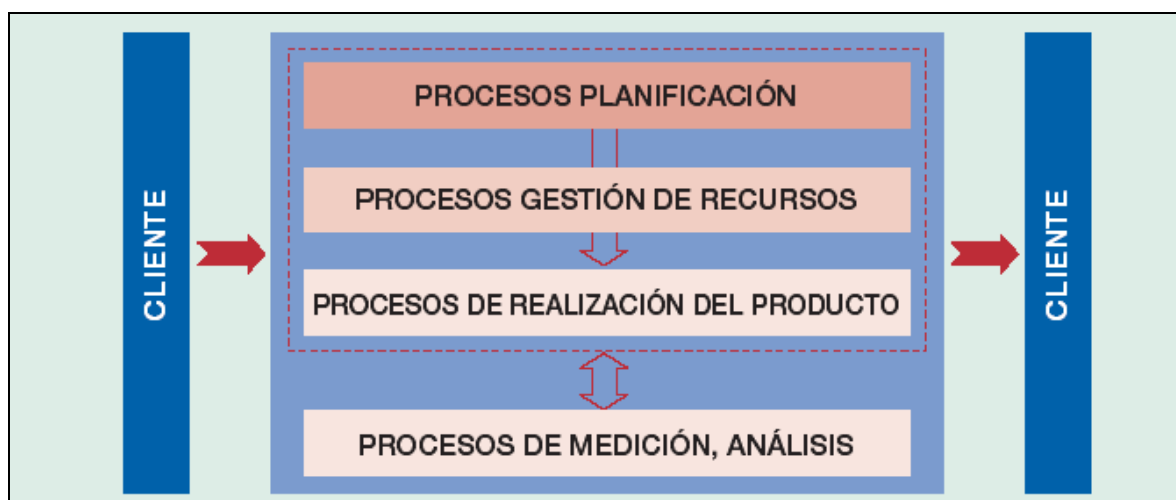 CLIENTE
PROCESOS PLANIFICACIÓN
PROCESOS GESTIÓN DE RECURSOS
PROCESOS DE REALIZACIÓN DEL PRODUCTO
PROCESOS DE MEDICIÓN, ANÁLISIS
CLIENTE